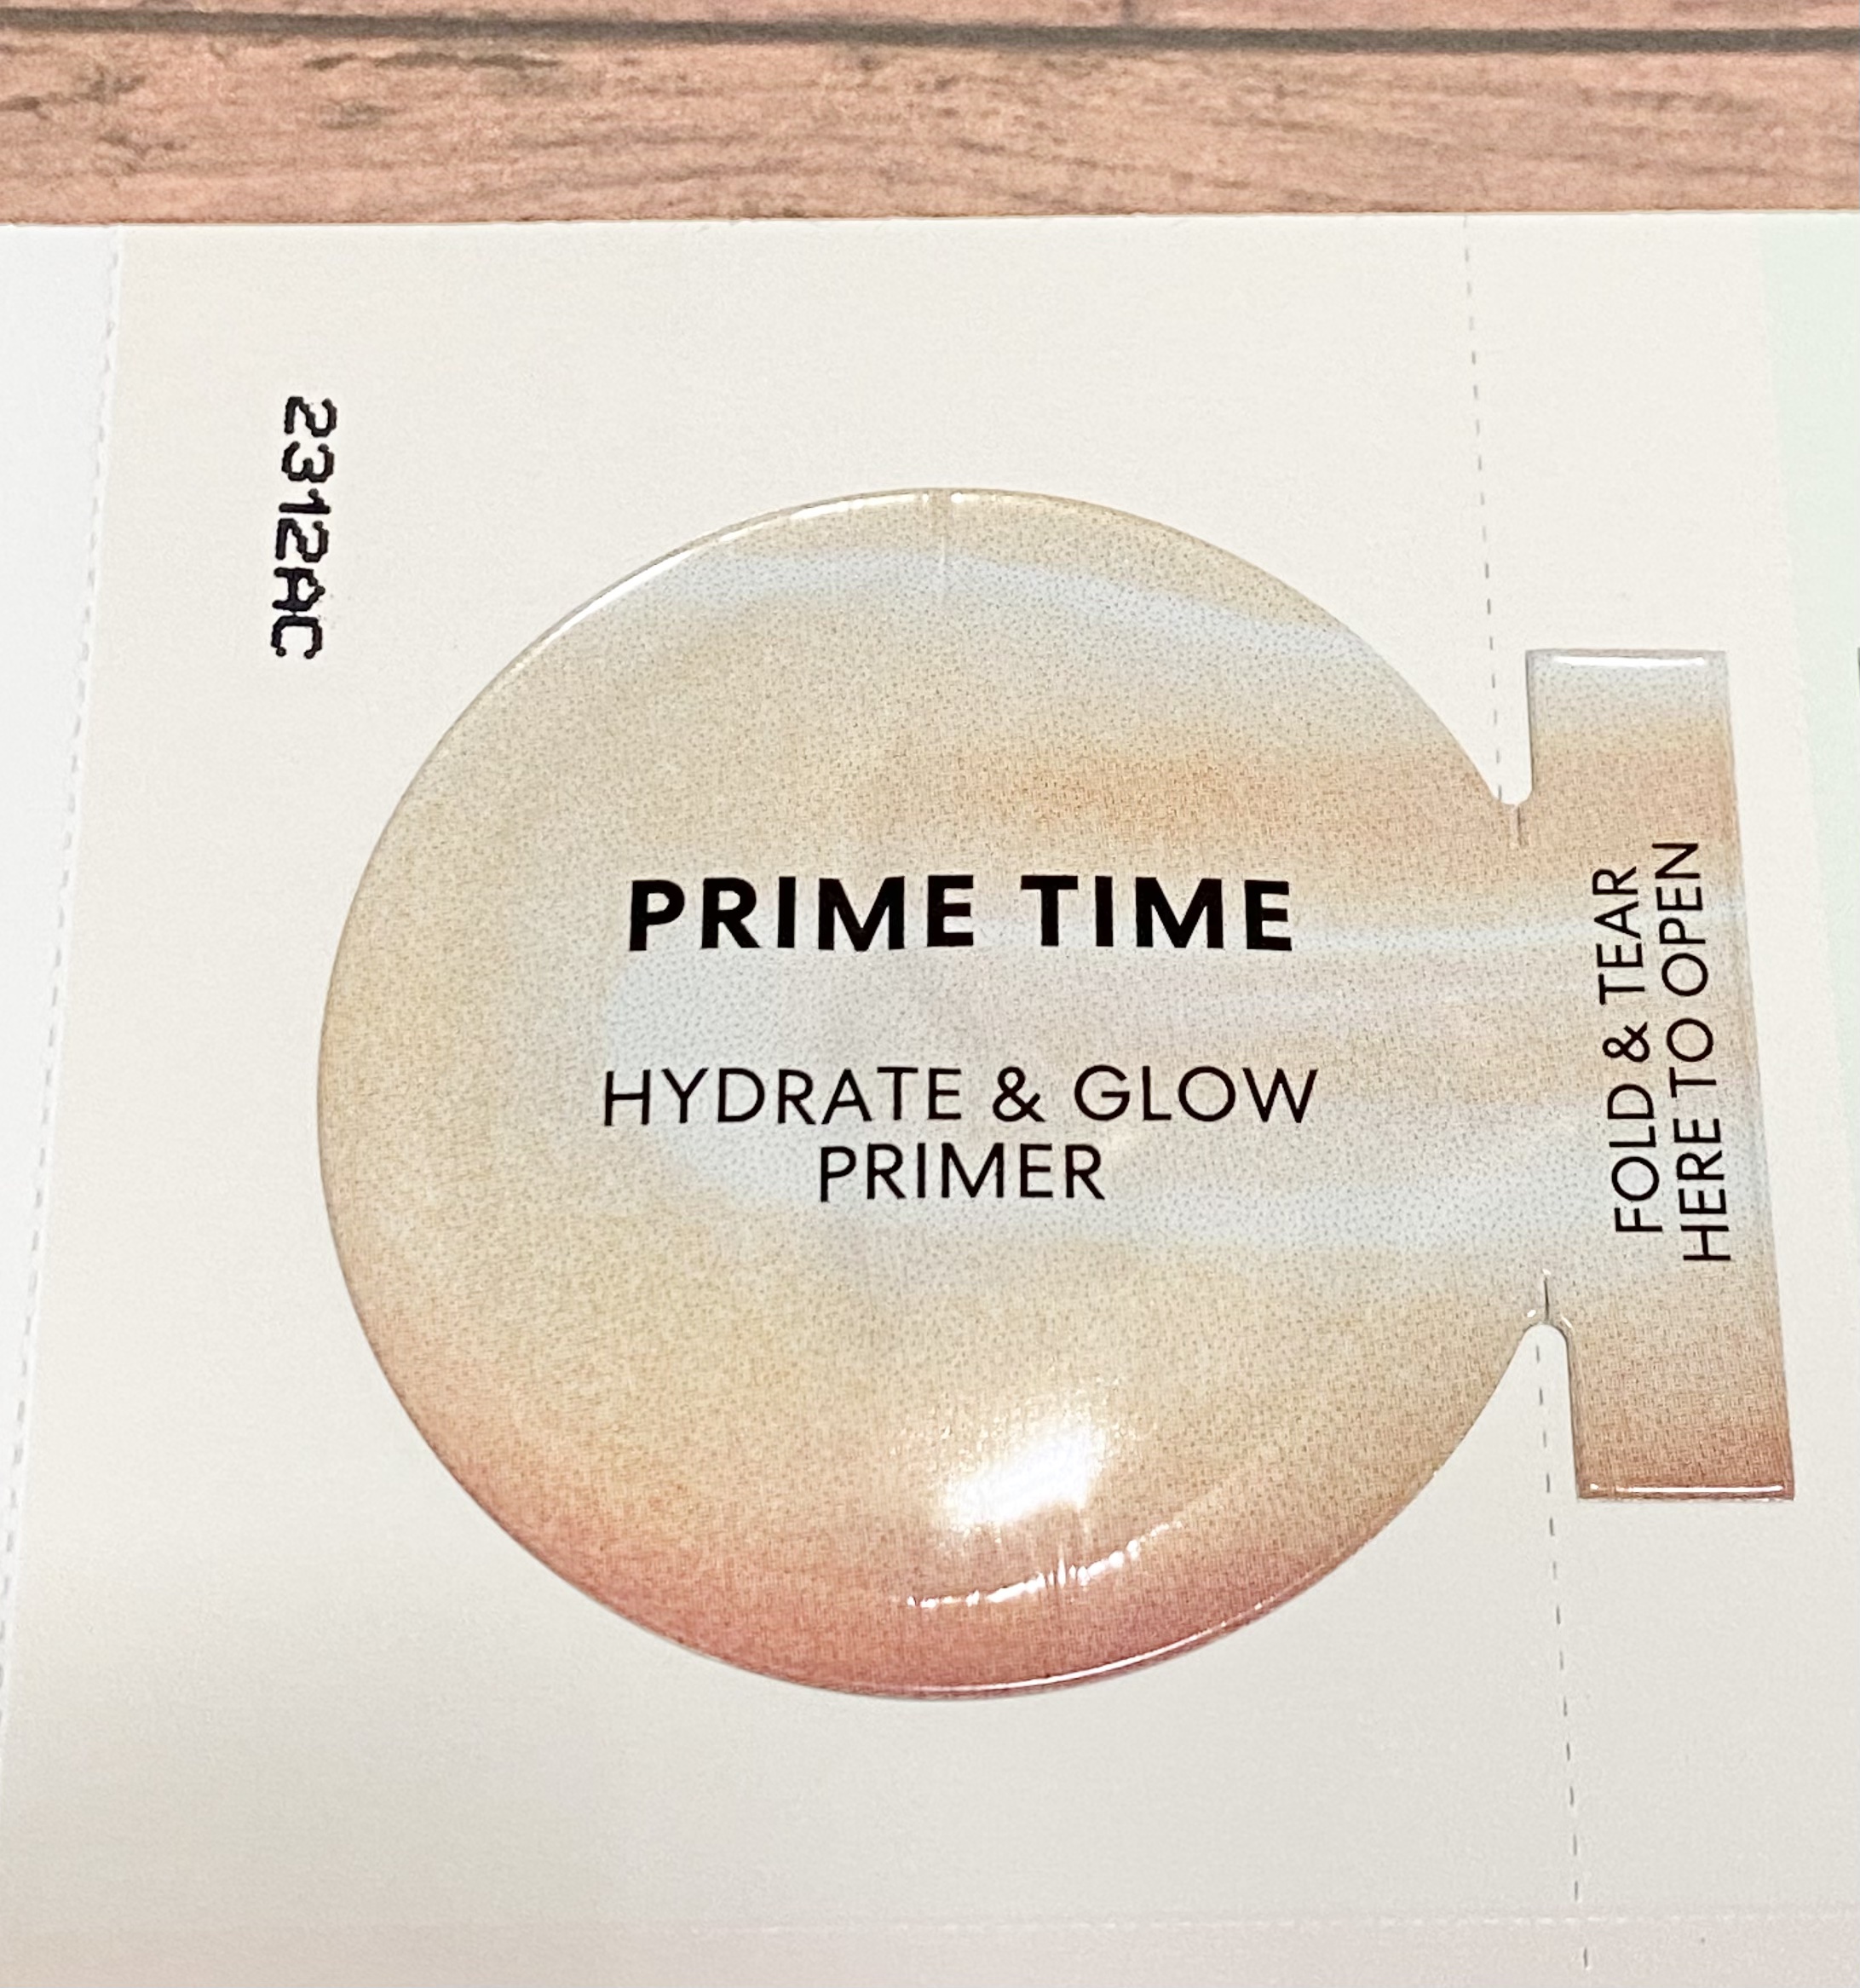 2312AC
PRIME TIME
HYDRATE & GLOW
PRIMER
FOLD & TEAR
HERE TO OPEN